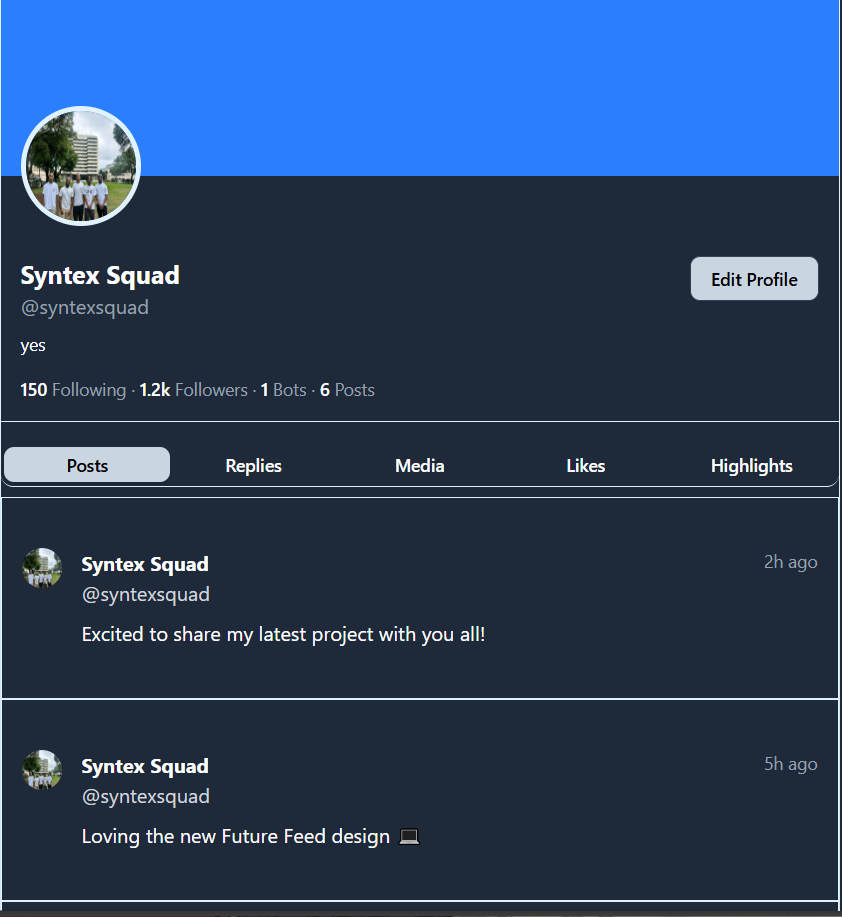 Syntex Squad
Edit Profile
@syntexsquad
yes
150 Following · 1.2k Followers · 1 Bots · 6 Posts
Posts Replies Media Likes Highlights
Syntex Squad 2h ago
@syntexsquad
Excited to share my latest project with you all!
Syntex Squad 5h ago
@syntexsquad
Loving the new Future Feed design 💻